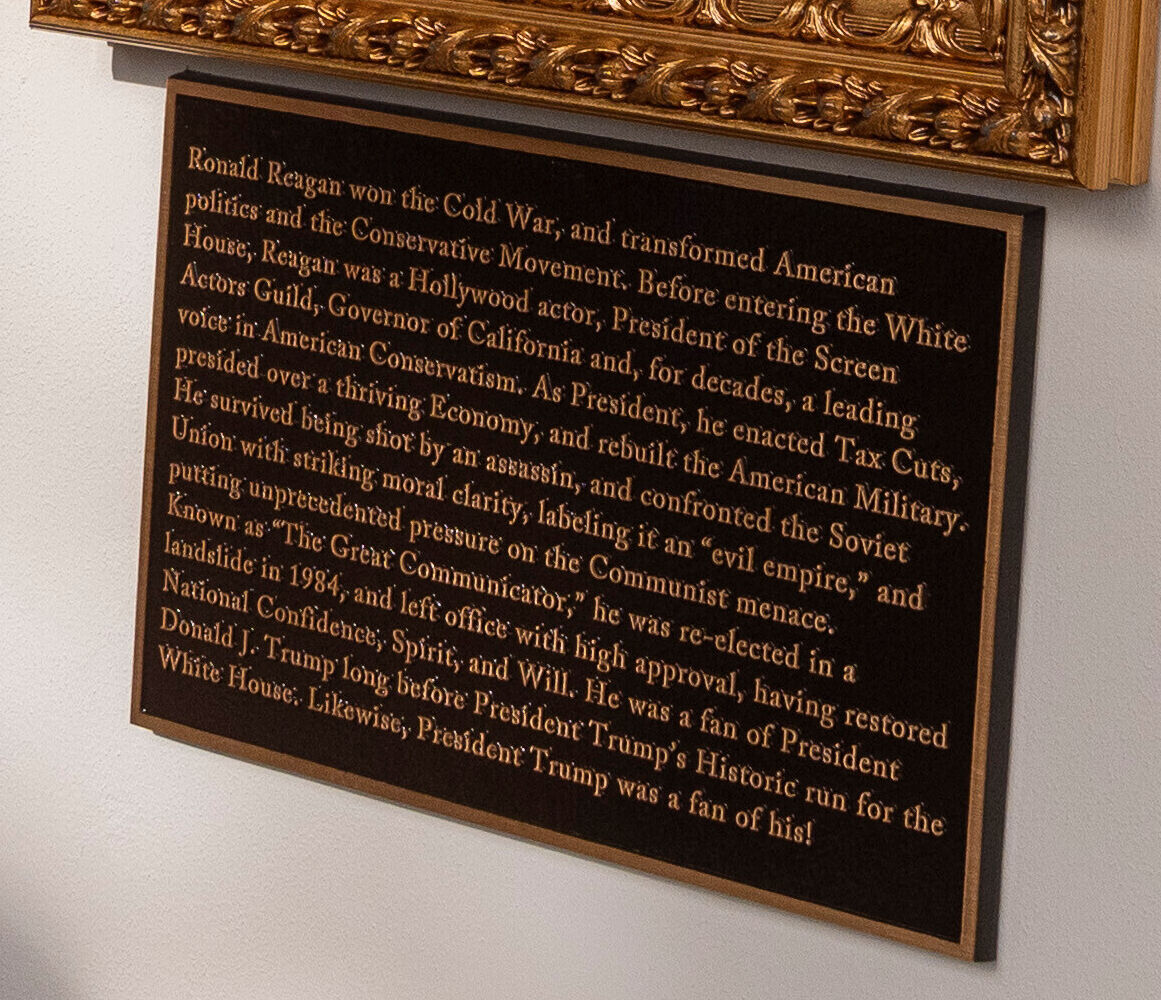 Ronald Reagan won the Cold War, and transformed American
politics and the Conservative Movement. Before entering the White
House, Reagan was a Hollywood actor, President of the Screen
Actors Guild, Governor of California and, for decades, a leading
voice in American Conservatism. As President, he enacted Tax Cuts,
presided over a thriving Economy, and rebuilt the American Military.
He survived being shot by an assassin, and confronted the Soviet
Union with striking moral clarity, labeling it an “evil empire,” and
putting unprecedented pressure on the Communist menace.
Known as “The Great Communicator,” he was re-elected in a
landslide in 1984, and left office with high approval, having restored
National Confidence, Spirit, and Will. He was a fan of President
Donald J. Trump long before President Trump’s Historic run for the
White House. Likewise, President Trump was a fan of his!